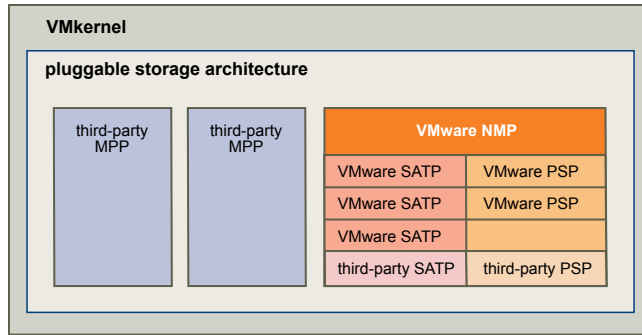 VMkernel
pluggable storage architecture
third-party
MPP
third-party
MPP
VMware NMP
VMware SATP
VMware PSP
VMware SATP
VMware PSP
VMware SATP
third-party SATP
third-party PSP